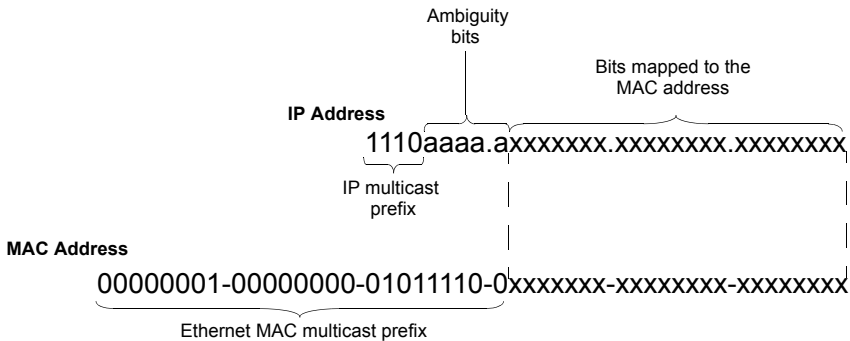 Ambiguity
bits
Bits mapped to the
MAC address
IP Address
1110aaaa.axxxxxxx.xxxxxxxx.xxxxxxxx
IP multicast
prefix
MAC Address
00000001-00000000-01011110-0xxxxxxx-xxxxxxxx-xxxxxxxx
Ethernet MAC multicast prefix